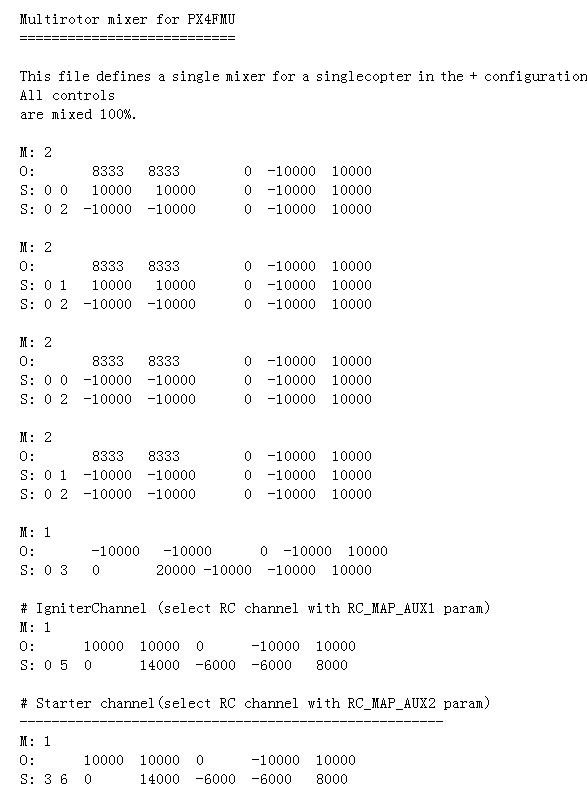 Multirotor mixer for PX4FMU
===========================
This file defines a single mixer for a singlecopter in the + configuration
All controls
are mixed 100%.
M: 2
O:       8333   8333        0  -10000  10000
S: 0 0   10000   10000      0  -10000  10000
S: 0 2  -10000  -10000      0  -10000  10000
M: 2
O:       8333   8333        0  -10000  10000
S: 0 1   10000   10000      0  -10000  10000
S: 0 2  -10000  -10000      0  -10000  10000
M: 2
O:       8333   8333        0  -10000  10000
S: 0 0  -10000  -10000      0  -10000  10000
S: 0 2  -10000  -10000      0  -10000  10000
M: 2
O:       8333   8333        0  -10000  10000
S: 0 1  -10000  -10000      0  -10000  10000
S: 0 2  -10000  -10000      0  -10000  10000
M: 1
O:       -10000   -10000      0  -10000  10000
S: 0 3   0       20000 -10000  -10000  10000
# IgniterChannel (select RC channel with RC_MAP_AUX1 param)
M: 1
O:      10000  10000  0      -10000  10000
S: 0 5  0      14000  -6000  -6000   8000
# Starter channel(select RC channel with RC_MAP_AUX2 param)
-----------------------------------------------------
M: 1
O:      10000  10000  0      -10000  10000
S: 3 6  0      14000  -6000  -6000   8000